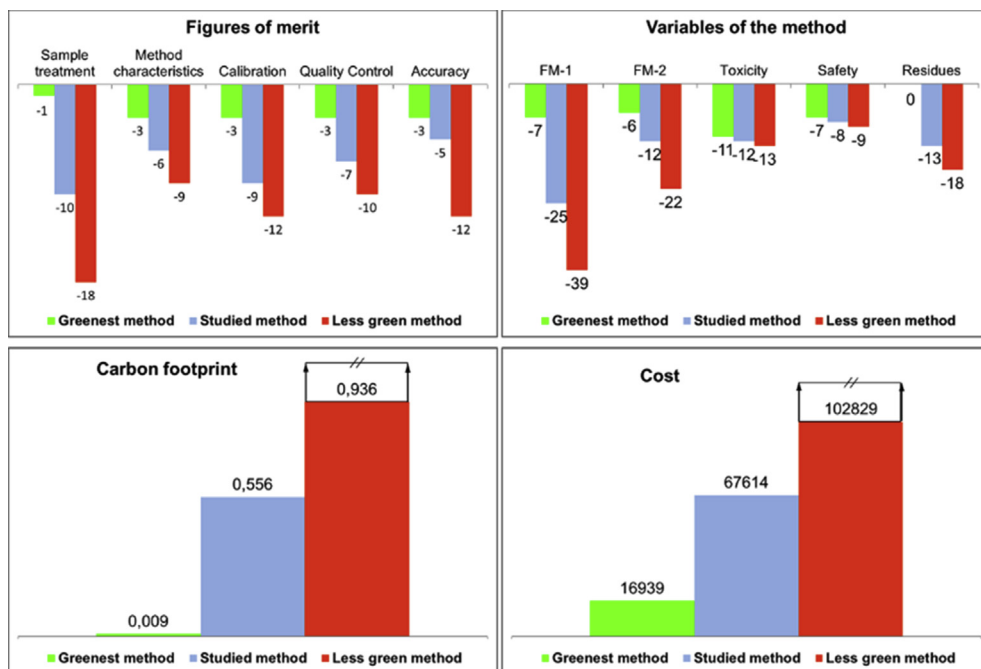 Figures of merit
Sample treatment
Method characteristics
Calibration
Quality Control
Accuracy
-1
-10
-18
-3
-6
-9
-3
-9
-12
-3
-7
-10
-3
-5
-12
Greenest method
Studied method
Less green method
Variables of the method
FM-1
FM-2
Toxicity
Safety
Residues
-7
-25
-39
-6
-12
-22
-11
-12
-13
-7
-8
-9
0
-13
-18
Greenest method
Studied method
Less green method
Carbon footprint
0,009
0,556
0,936
Greenest method
Studied method
Less green method
Cost
16939
67614
102829
Greenest method
Studied method
Less green method